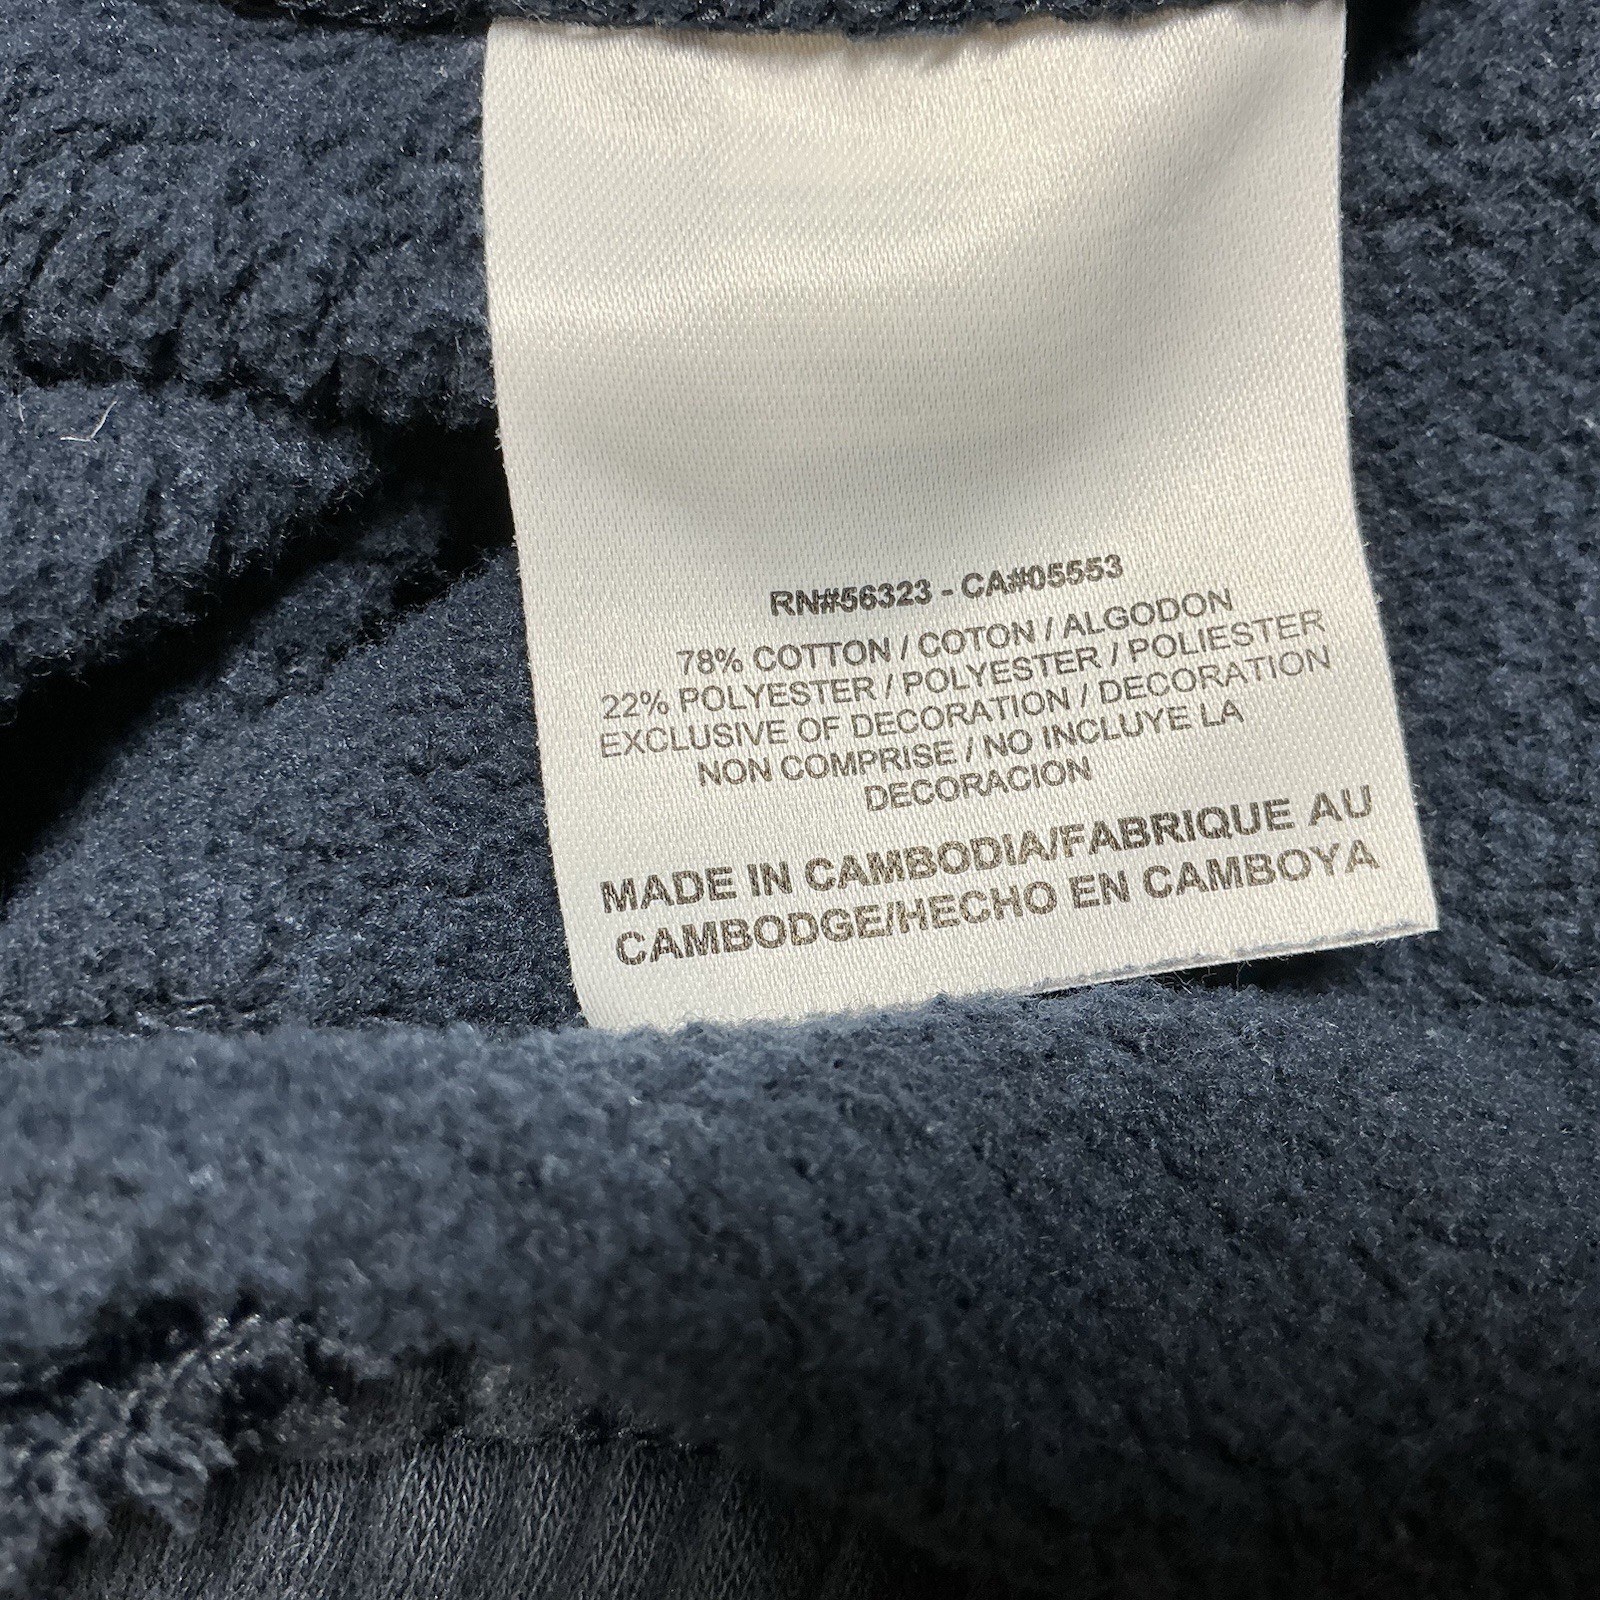 RN#56323 - CA#05553
78% COTTON / COTON / ALGODON
22% POLYESTER / POLYESTER / POLIESTER
EXCLUSIVE OF DECORATION / DECORATION
NON COMPRISE / NO INCLUYE LA
DECORACION
MADE IN CAMBODIA/FABRIQUE AU
CAMBODGE/HECHO EN CAMBOYA